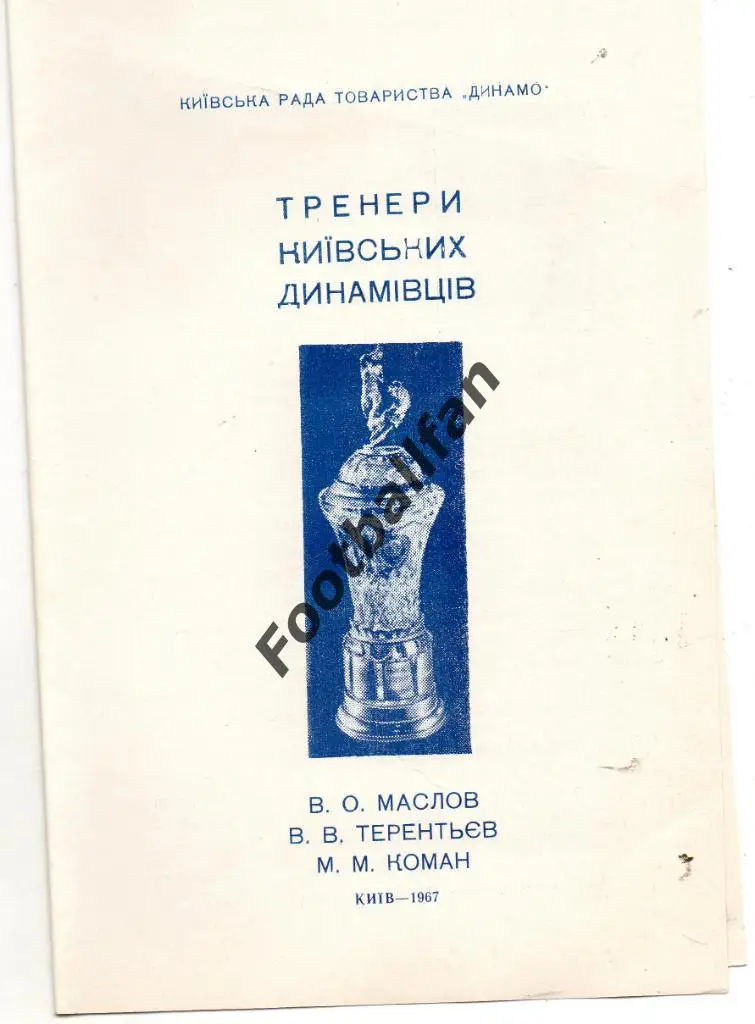 КИЇВСЬКА РАДА ТОВАРИСТВА „ДИНАМО“
ТРЕНЕРИ
КИЇВСЬКИХ
ДИНАМІВЦІВ
Footballfan
В. О. МАСЛОВ
В. В. ТЕРЕНТЬЄВ
М. М. КОМАН
КИЇВ—1967